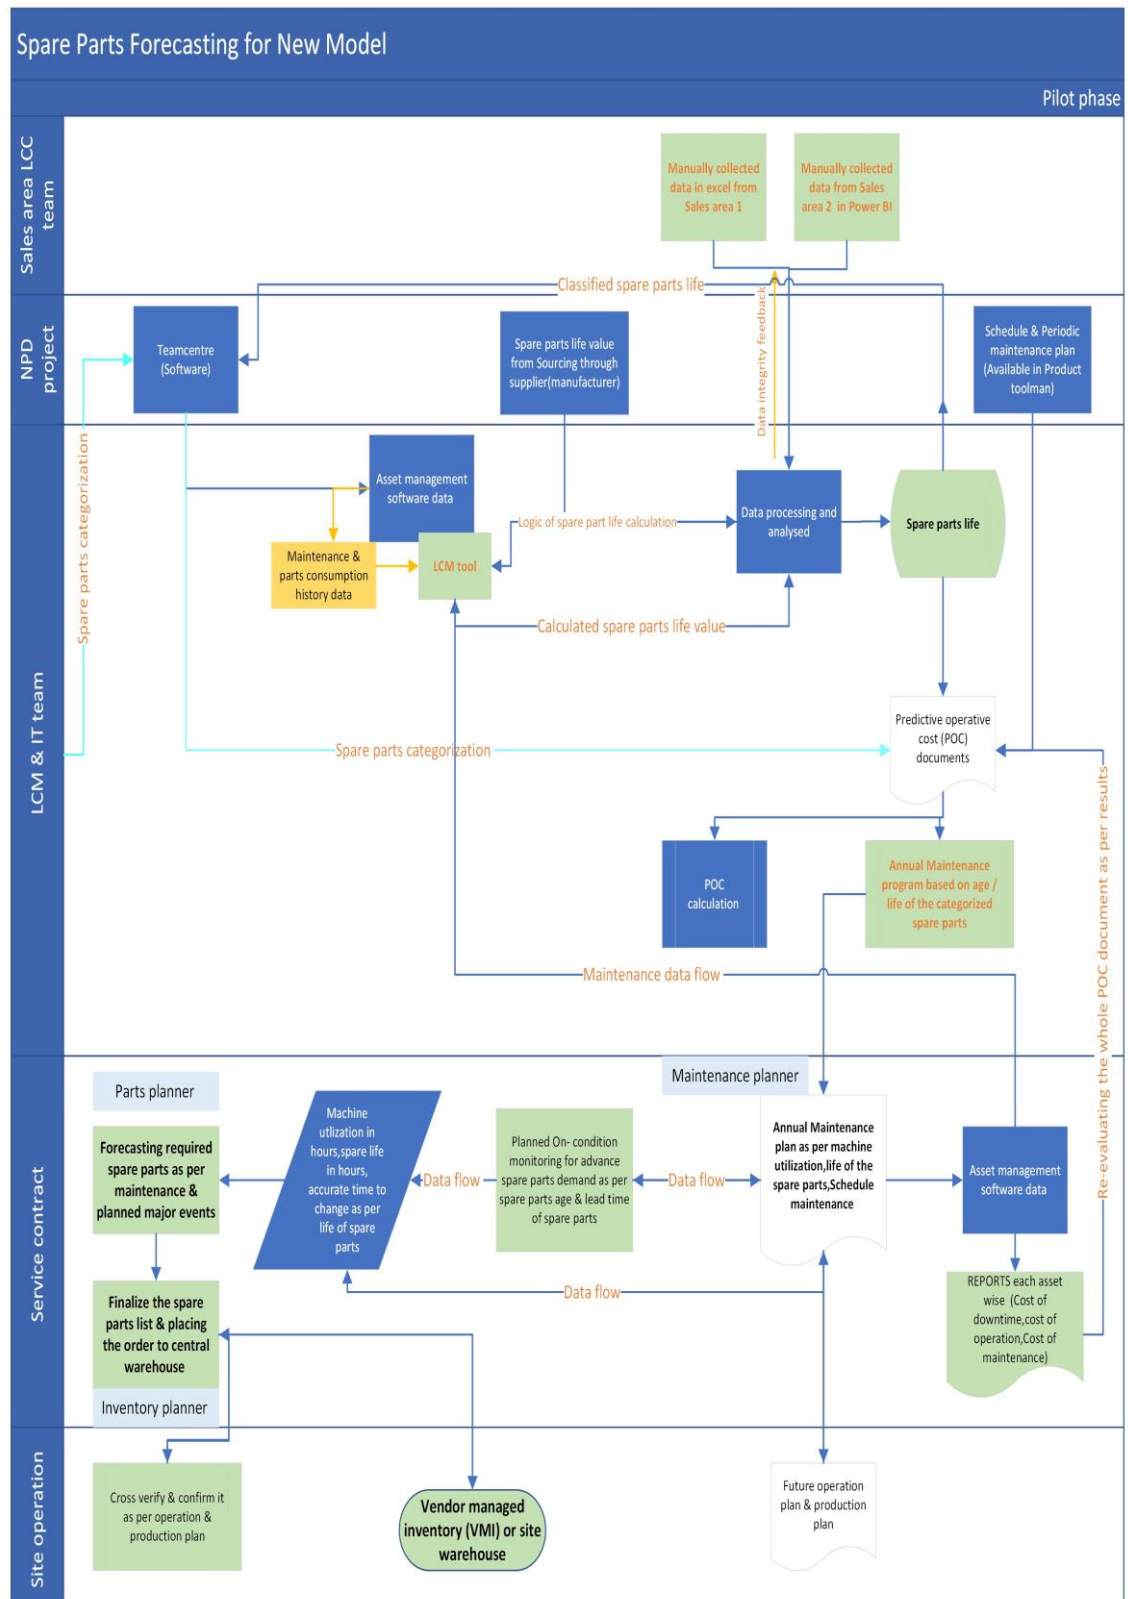 Spare Parts Forecasting for New Model
Pilot phase
Sales area LCC
team
Manually collected
data in excel from
Sales area 1
Manually collected
data from Sales
area 2 in Power BI
Classified spare parts life
Data integrity feedback
NPD
project
Teamcentre
(Software)
Spare parts life value
from Sourcing through
supplier(manufacturer)
Schedule & Periodic
maintenance plan
(Available in Product
toolman)
LCM & IT team
Spare parts categorization
Asset management
software data
Maintenance &
parts consumption
history data
LCM tool
Logic of spare part life calculation
Data processing and
analysed
Spare parts life
Calculated spare parts life value
Spare parts categorization
Predictive operative
cost (POC)
documents
POC
calculation
Annual Maintenance
program based on age /
life of the categorized
spare parts
Maintenance data flow
Re-evaluating the whole POC document as per results
Service contract
Parts planner
Forecasting required
spare parts as per
maintenance &
planned major events
Finalize the spare
parts list & placing
the order to central
warehouse
Inventory planner
Machine
utlization in
hours,spare life
in hours,
accurate time to
change as per
life of spare
parts
Data flow
Planned On- condition
monitoring for advance
spare parts demand as per
spare parts age & lead time
of spare parts
Data flow
Maintenance planner
Annual Maintenance
plan as per machine
utilization,life of the
spare parts,Schedule
maintenance
Data flow
Asset management
software data
REPORTS each asset
wise (Cost of
downtime,cost of
operation,Cost of
maintenance)
Site operation
Cross verify & confirm it
as per operation &
production plan
Vendor managed
inventory (VMI) or site
warehouse
Future operation
plan & production
plan